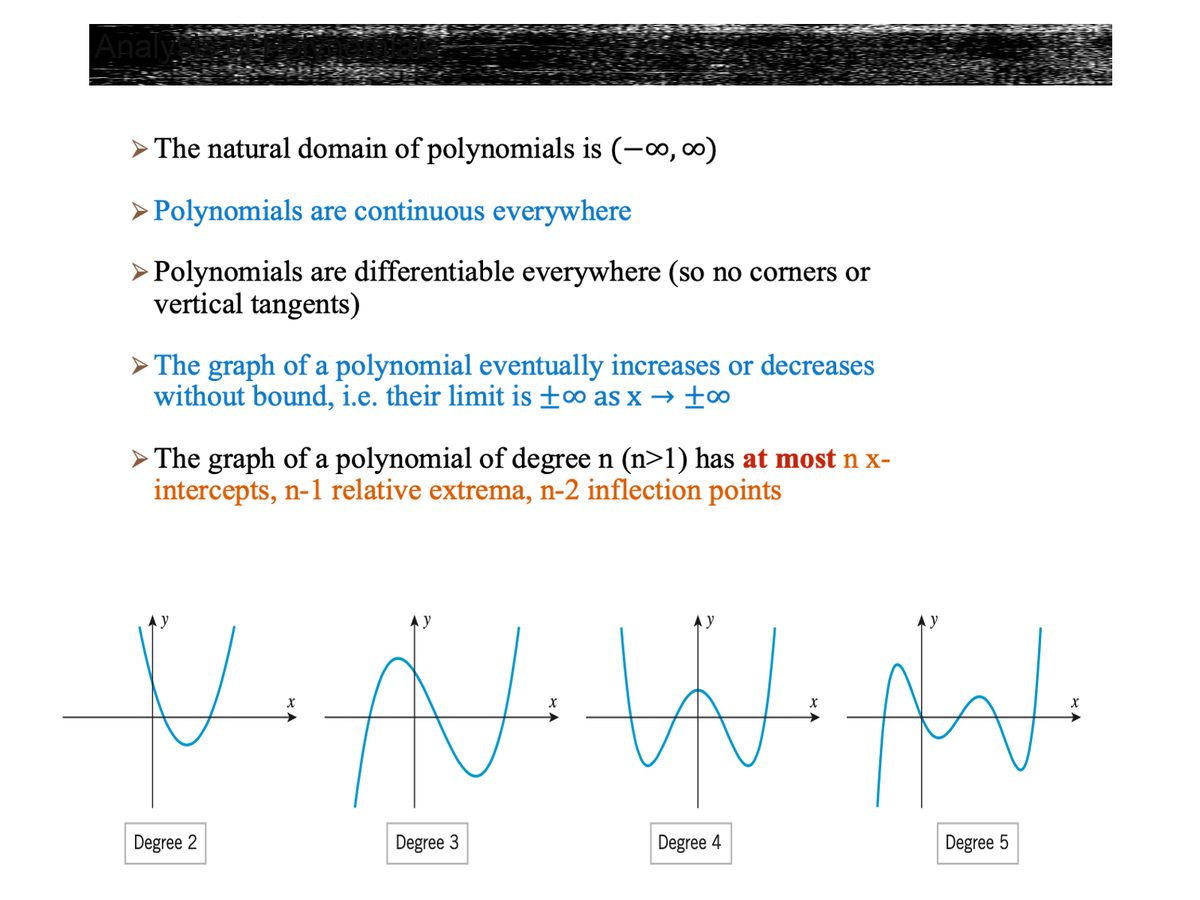 ➢ The natural domain of polynomials is (−∞, ∞)
➢ Polynomials are continuous everywhere
➢ Polynomials are differentiable everywhere (so no corners or
vertical tangents)
➢ The graph of a polynomial eventually increases or decreases
without bound, i.e. their limit is ±∞ as x → ±∞
➢ The graph of a polynomial of degree n (n>1) has at most n x-
intercepts, n-1 relative extrema, n-2 inflection points
y y y y
x x x x
Degree 2 Degree 3 Degree 4 Degree 5